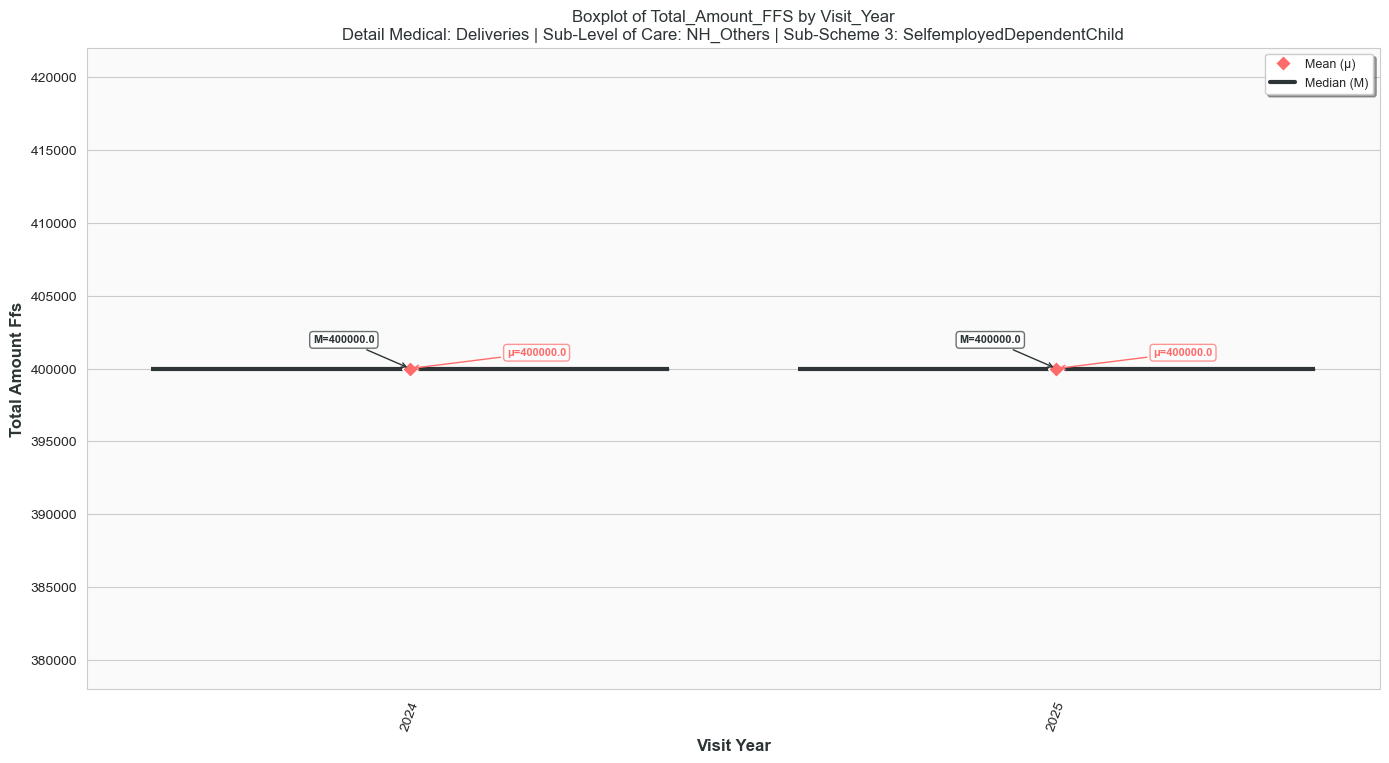 Boxplot of Total_Amount_FFS by Visit_Year
Detail Medical: Deliveries | Sub-Level of Care: NH_Others | Sub-Scheme 3: SelfemployedDependentChild
Mean (μ)
Median (M)
420000
415000
410000
405000
400000
395000
390000
385000
380000
Total Amount Ffs
M=400000.0
μ=400000.0
M=400000.0
μ=400000.0
2024
2025
Visit Year